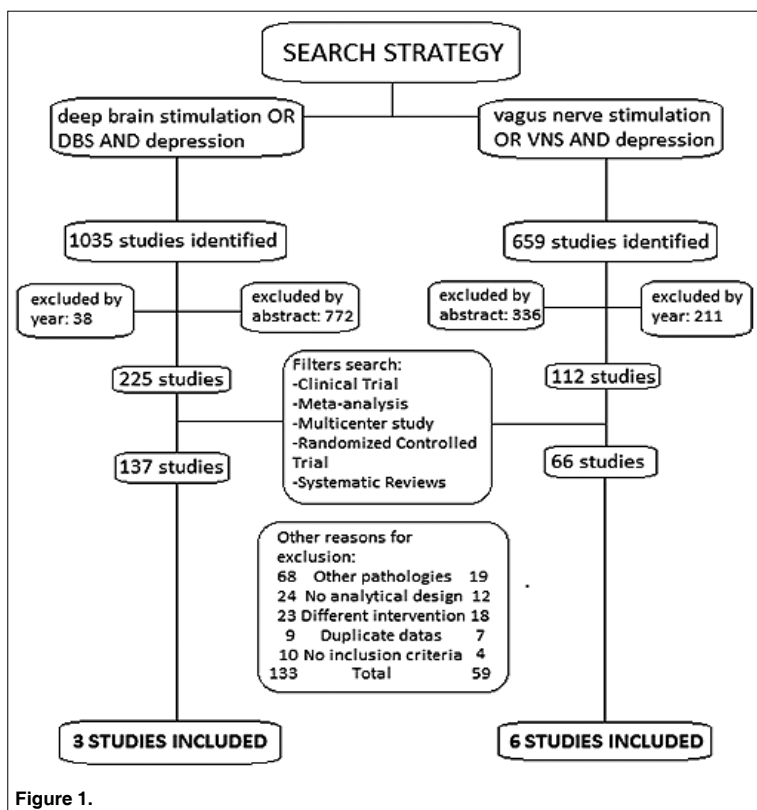 SEARCH STRATEGY
deep brain stimulation OR
DBS AND depression
vagus nerve stimulation
OR VNS AND depression
1035 studies identified
659 studies identified
excluded by
year: 38
excluded by
abstract: 772
excluded by
abstract: 336
excluded by
year: 211
225 studies
112 studies
Filters search:
-Clinical Trial
-Meta-analysis
-Multicenter study
-Randomized Controlled
Trial
-Systematic Reviews
137 studies
66 studies
Other reasons for
exclusion:
68 Other pathologies 19
24 No analytical design 12
23 Different intervention 18
9 Duplicate datas 7
10 No inclusion criteria 4
133 Total 59
3 STUDIES INCLUDED
6 STUDIES INCLUDED
Figure 1.